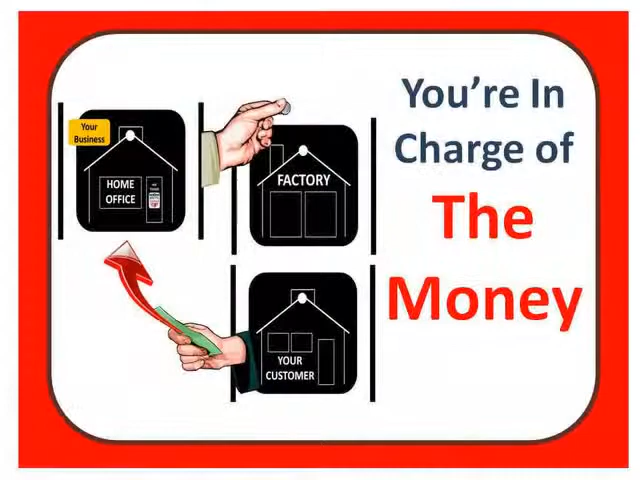 Your
Business
HOME
OFFICE
FACTORY
YOUR
CUSTOMER
You're In
Charge of
The
Money